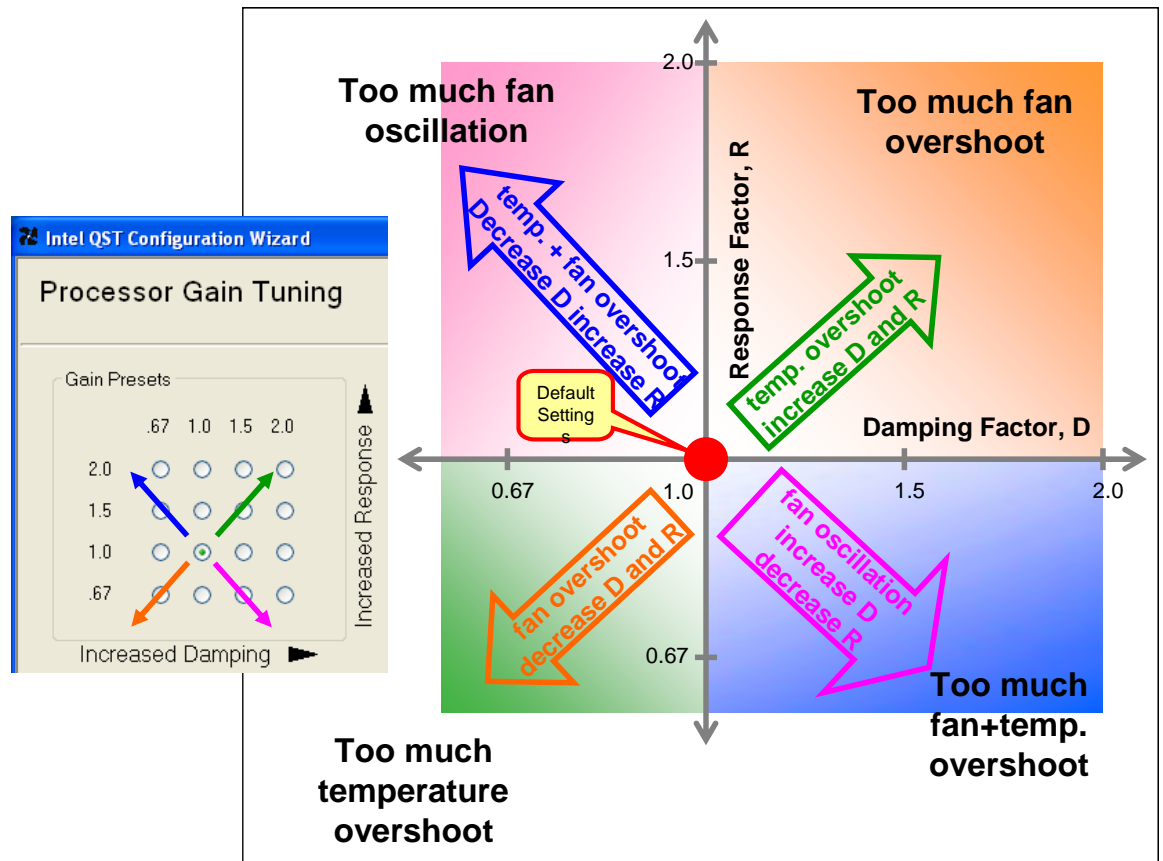 Intel QST Configuration Wizard
Processor Gain Tuning
Gain Presets
.67 1.0 1.5 2.0
2.0
1.5
1.0
.67
Increased Response
Increased Damping
Too much fan
oscillation
Too much fan
overshoot
2.0
1.5
Response Factor, R
temp. + fan overshoot
Decrease D increase R
temp. overshoot
increase D and R
Default
Setting
s
Damping Factor, D
0.67
1.0
1.5
2.0
fan overshoot
decrease D and R
fan oscillation
increase D
decrease R
0.67
Too much
temperature
overshoot
Too much
fan+temp.
overshoot